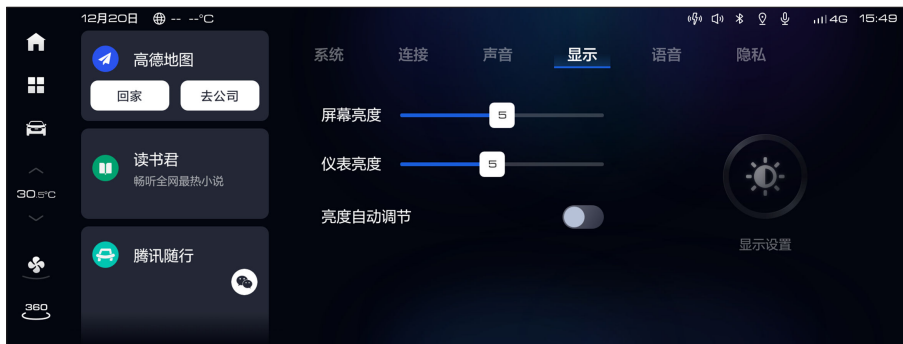 12月20日 -- --°C 4G 15:49
高德地图
回家 去公司
读书君
畅听全网最热小说
腾讯随行
30.5°C
360
系统 连接 声音 显示 语音 隐私
屏幕亮度 5
仪表亮度 5
亮度自动调节
显示设置